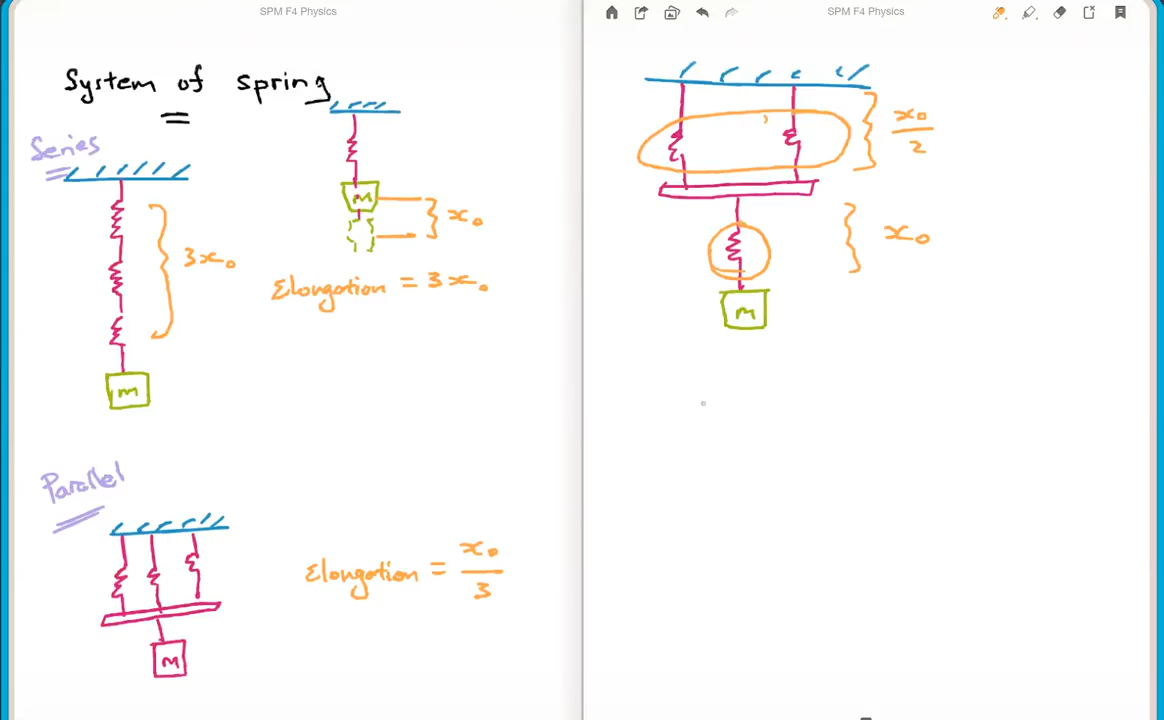 SPM F4 Physics
System of spring
Series
3x₀
m
m
x₀
Elongation = 3x₀
Parallel
m
Elongation = x₀/3
SPM F4 Physics
x₀/2
x₀
m